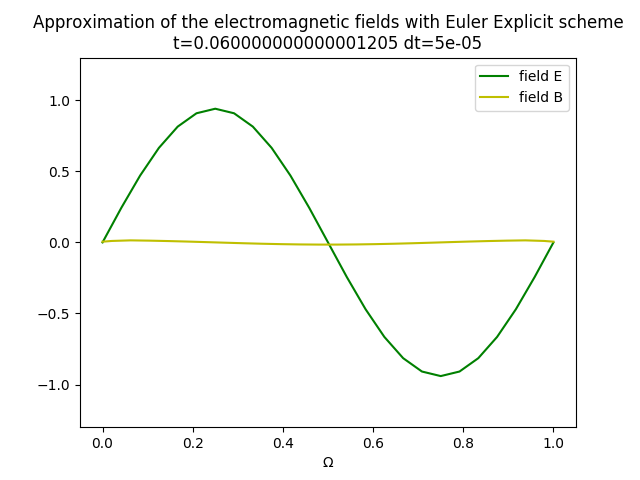 Approximation of the electromagnetic fields with Euler Explicit scheme
t=0.0600000000000001205 dt=5e-05
field E
field B
1.0
0.5
0.0
−0.5
−1.0
0.0 0.2 0.4 0.6 0.8 1.0
Ω